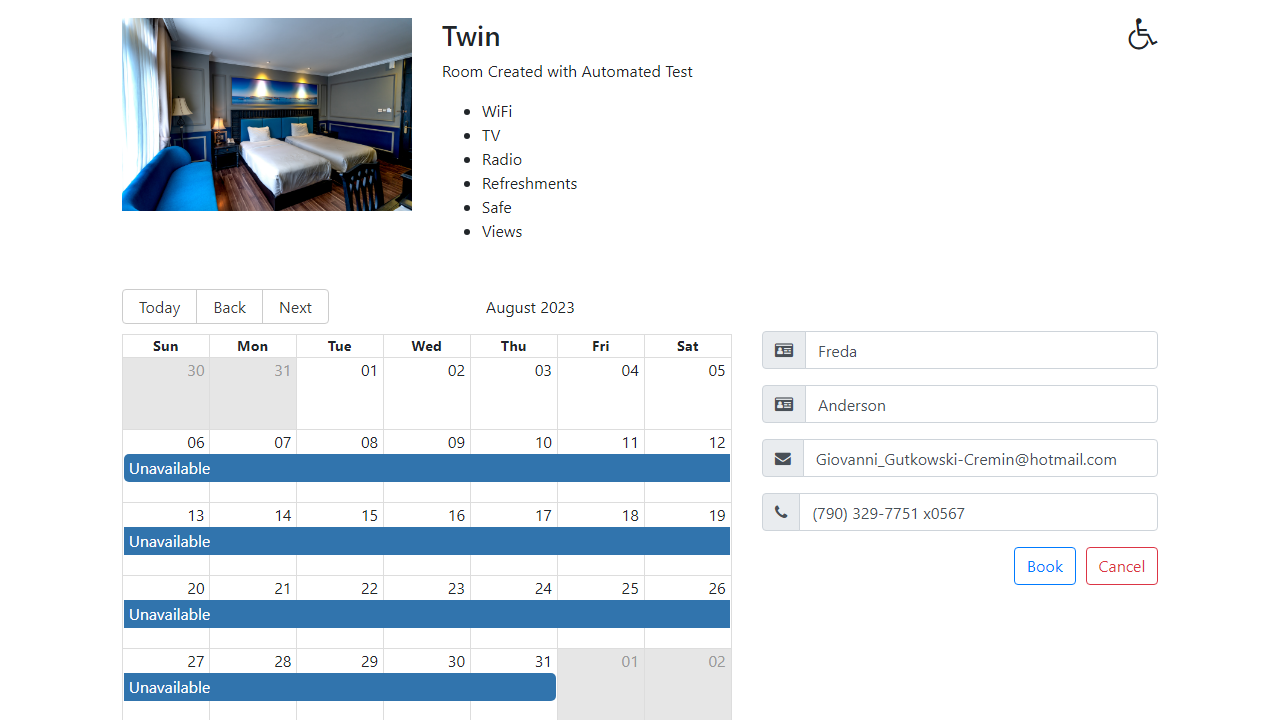 Twin
Room Created with Automated Test
WiFi
TV
Radio
Refreshments
Safe
Views
Today Back Next August 2023
Sun Mon Tue Wed Thu Fri Sat
30 31 01 02 03 04 05
06 07 08 09 10 11 12
Unavailable
13 14 15 16 17 18 19
Unavailable
20 21 22 23 24 25 26
Unavailable
27 28 29 30 31 01 02
Unavailable
Freda
Anderson
Giovanni_Gutkowski-Cremin@hotmail.com
(790) 329-7751 x0567
Book Cancel